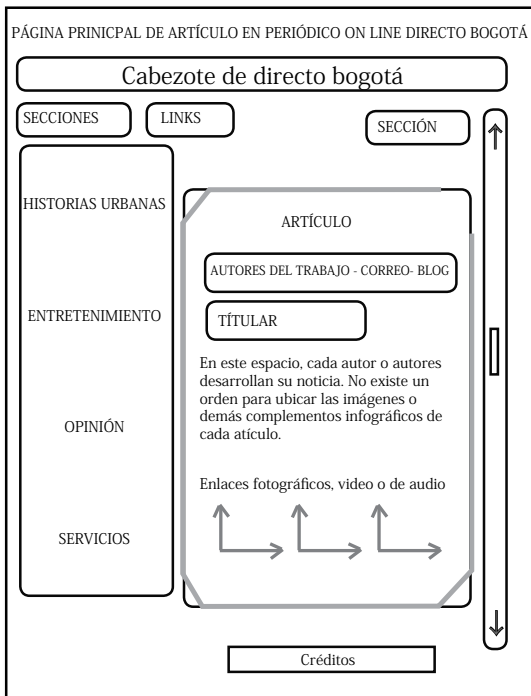 PÁGINA PRINICPAL DE ARTÍCULO EN PERIÓDICO ON LINE DIRECTO BOGOTÁ
Cabezote de directo bogotá
SECCIONES
LINKS
SECCIÓN
HISTORIAS URBANAS
ENTRETENIMIENTO
OPINIÓN
SERVICIOS
ARTÍCULO
AUTORES DEL TRABAJO - CORREO- BLOG
TÍTULAR
En este espacio, cada autor o autores
desarrollan su noticia. No existe un
orden para ubicar las imágenes o
demás complementos infográficos de
cada atículo.
Enlaces fotográficos, video o de audio
Créditos